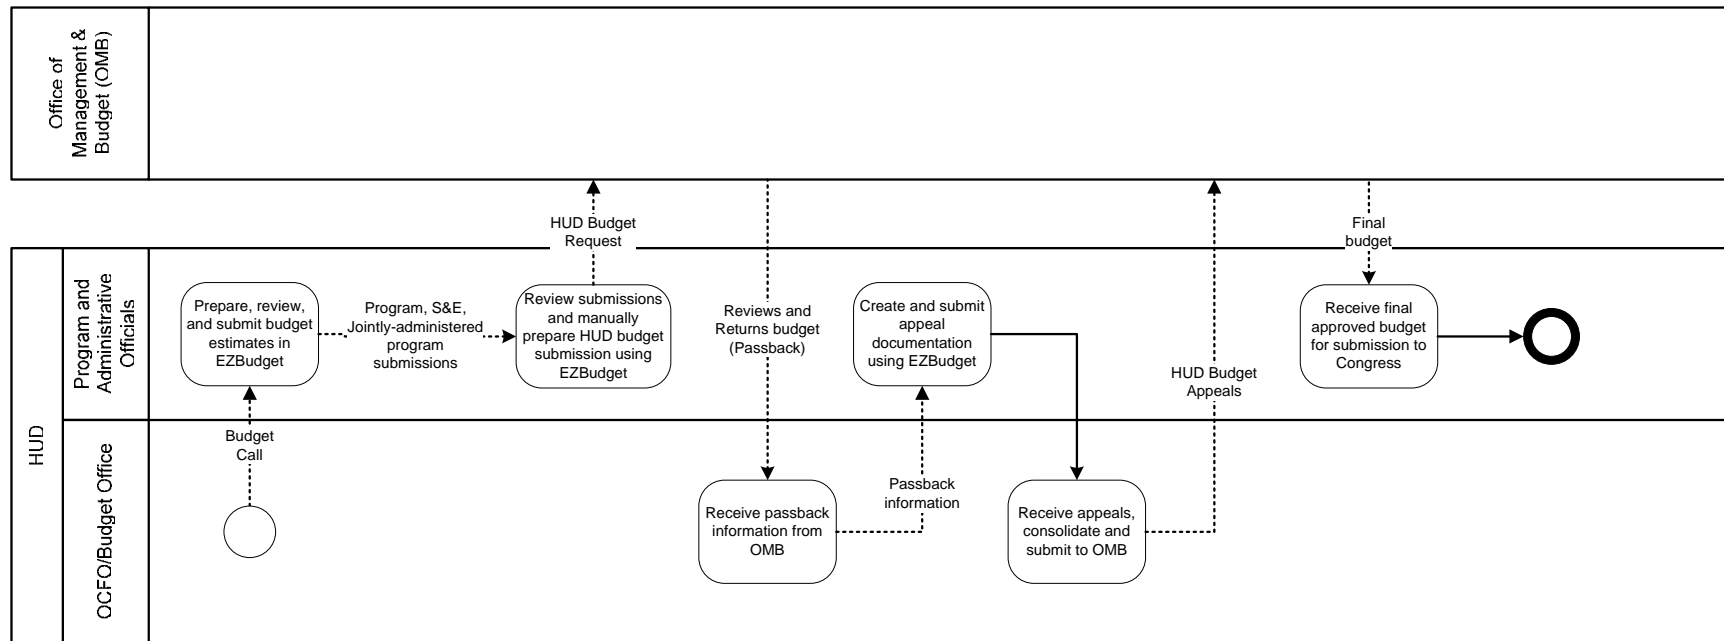 Office of
Management &
Budget (OMB)
HUD
Program and
Administrative
Officials
OCFO/Budget Office
Prepare, review,
and submit budget
estimates in
EZBudget
Budget
Call
Program, S&E,
Jointly-administered
program
submissions
Review submissions
and manually
prepare HUD budget
submission using
EZBudget
HUD Budget
Request
Reviews and
Returns budget
(Passback)
Receive passback
information from
OMB
Passback
information
Create and submit
appeal
documentation
using EZBudget
Receive appeals,
consolidate and
submit to OMB
HUD Budget
Appeals
Final
budget
Receive final
approved budget
for submission to
Congress